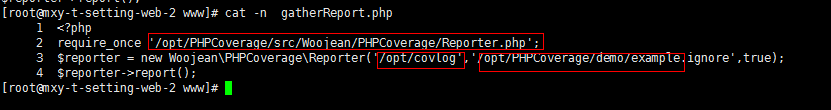 $reporter->report();
[root@mxy-t-setting-web-2 www]# cat -n  gatherReport.php
     1  <?php
     2  require_once '/opt/PHPCoverage/src/Woojean/PHPCoverage/Reporter.php';
     3  $reporter = new Woojean\PHPCoverage\Reporter('/opt/covlog','/opt/PHPCoverage/demo/example.ignore',true);
     4  $reporter->report();
[root@mxy-t-setting-web-2 www]#